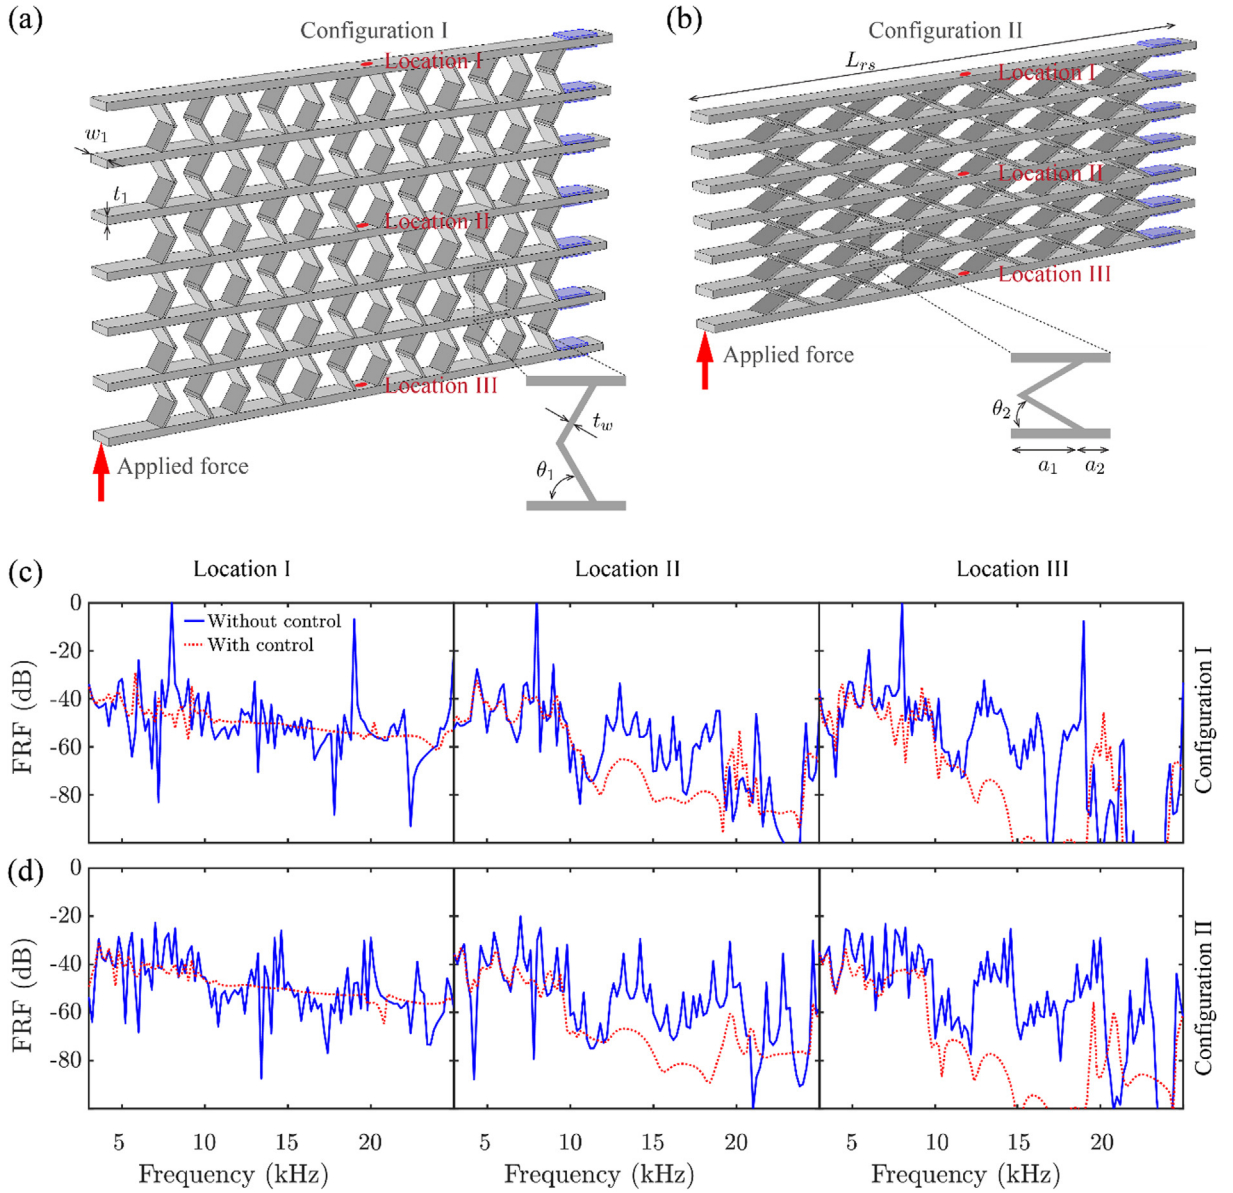 (a)
Configuration I
Location I
w₁
t₁
Location II
Location III
Applied force
t_w
θ₁
(b)
Configuration II
L_rs
Location I
Location II
Location III
Applied force
θ₂
a₁ a₂
(c)
Location I Location II Location III
0
-20
-40
-60
-80
FRF (dB)
Without control
With control
Configuration I
(d)
0
-20
-40
-60
-80
FRF (dB)
Configuration II
5 10 15 20 5 10 15 20 5 10 15 20
Frequency (kHz) Frequency (kHz) Frequency (kHz)